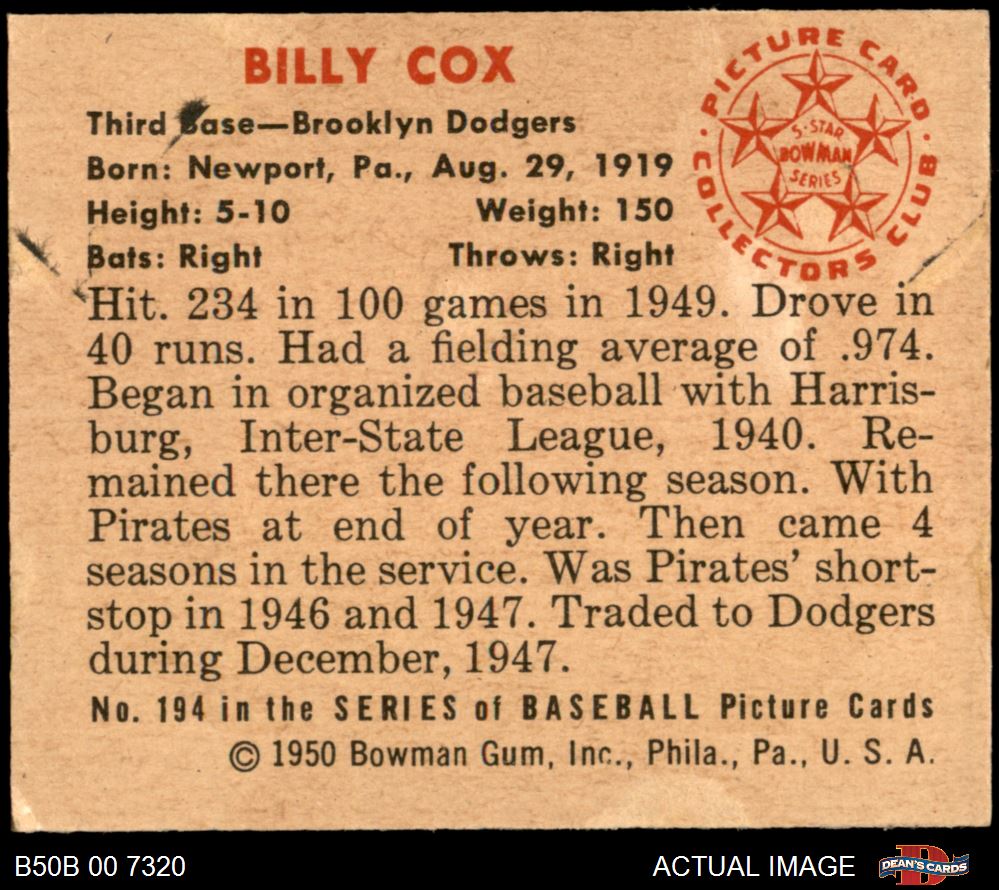 BILLY COX
Third Base—Brooklyn Dodgers
Born: Newport, Pa., Aug. 29, 1919
Height: 5-10 Weight: 150
Bats: Right Throws: Right
PICTURE CARD COLLECTORS CLUB
5-STAR
BOWMAN
SERIES
Hit. 234 in 100 games in 1949. Drove in
40 runs. Had a fielding average of .974.
Began in organized baseball with Harris-
burg, Inter-State League, 1940. Re-
mained there the following season. With
Pirates at end of year. Then came 4
seasons in the service. Was Pirates' short-
stop in 1946 and 1947. Traded to Dodgers
during December, 1947.
No. 194 in the SERIES of BASEBALL Picture Cards
© 1950 Bowman Gum, Inc., Phila., Pa., U. S. A.
B50B 00 7320 ACTUAL IMAGE DEAN'S CARDS